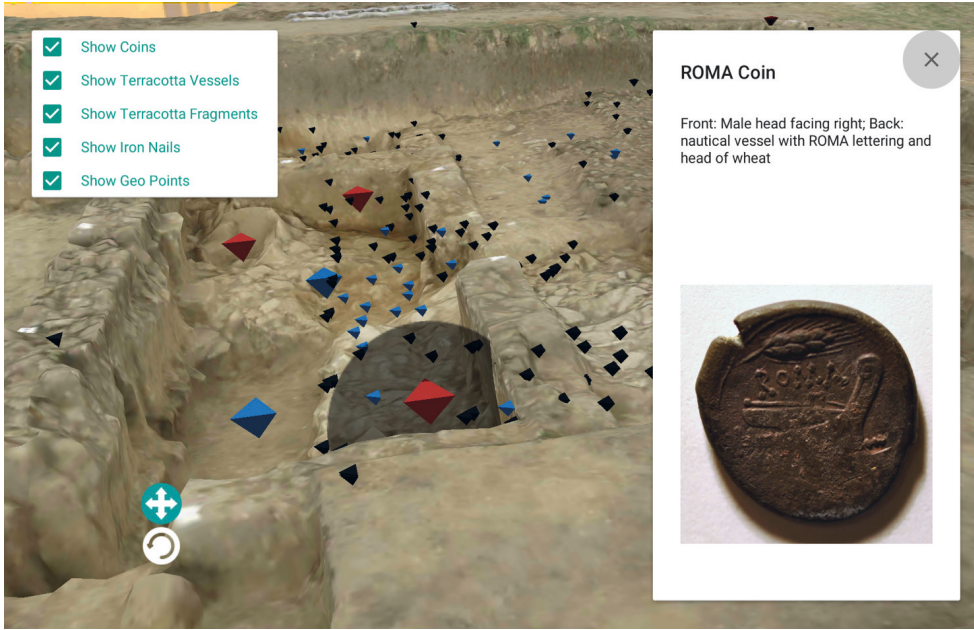 Show Coins
Show Terracotta Vessels
Show Terracotta Fragments
Show Iron Nails
Show Geo Points
ROMA Coin
Front: Male head facing right; Back:
nautical vessel with ROMA lettering and
head of wheat
ROMA